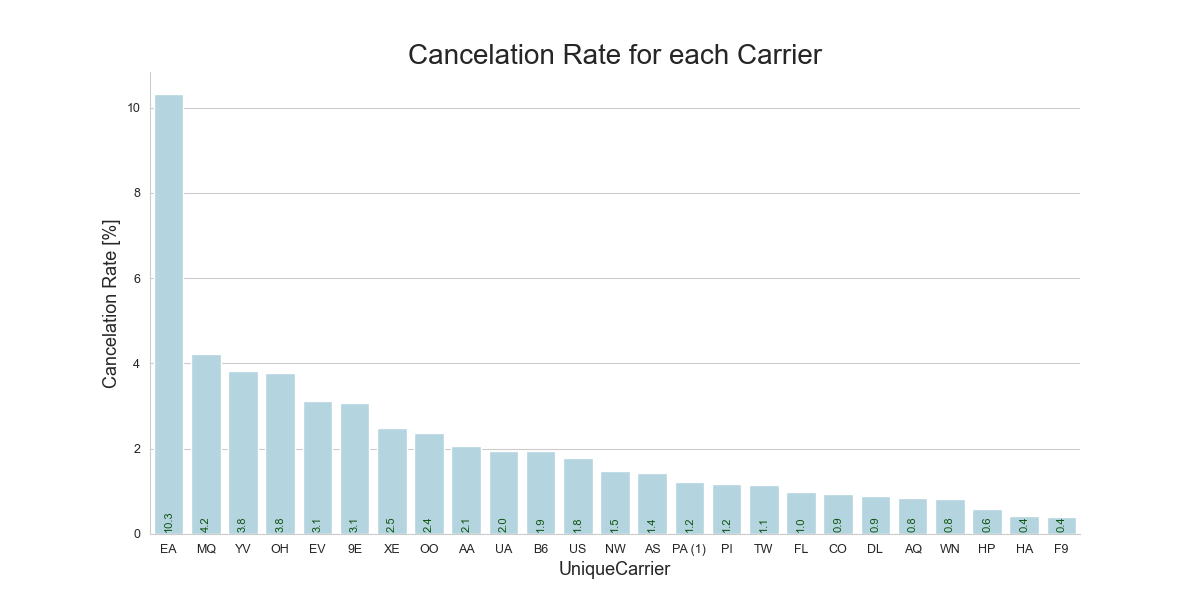 Cancelation Rate for each Carrier
Cancelation Rate [%]
10
8
6
4
2
0
10.3 4.2 3.8 3.8 3.1 3.1 2.5 2.4 2.1 2.0 1.9 1.8 1.5 1.4 1.2 1.2 1.1 1.0 0.9 0.9 0.8 0.8 0.6 0.4 0.4
EA MQ YV OH EV 9E XE OO AA UA B6 US NW AS PA (1) PI TW FL CO DL AQ WN HP HA F9
UniqueCarrier